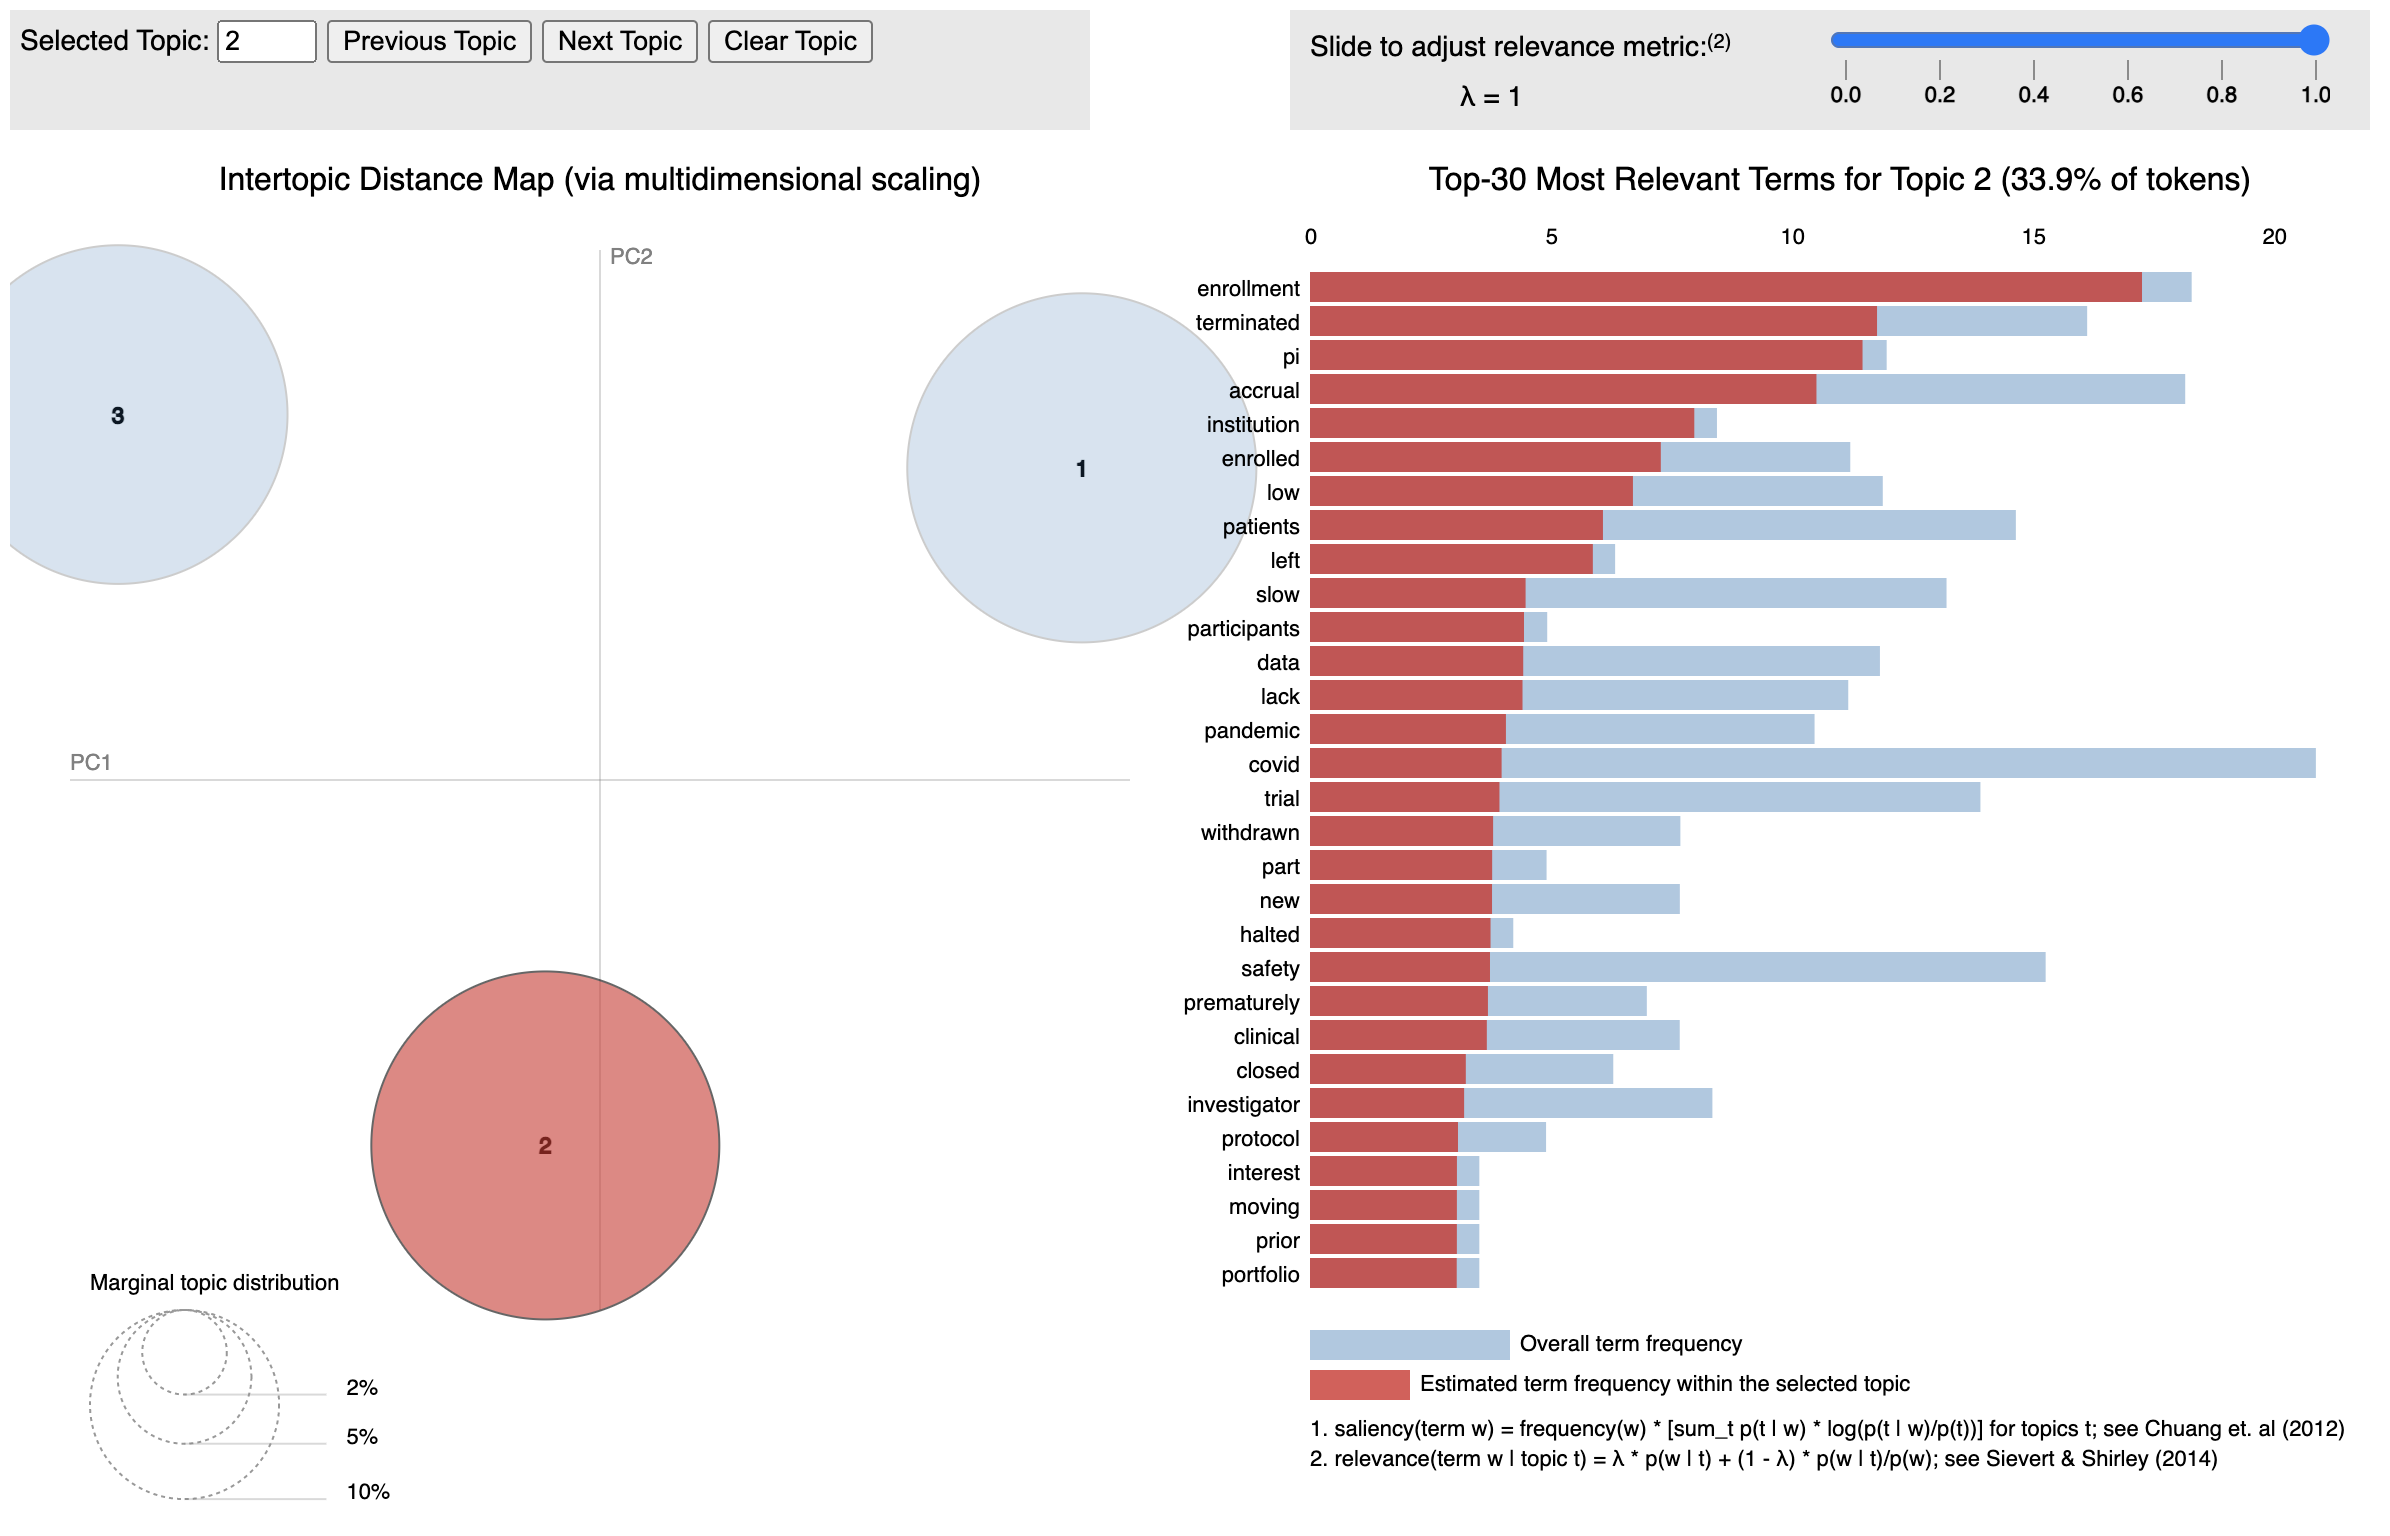 Selected Topic: 2 Previous Topic Next Topic Clear Topic
Slide to adjust relevance metric:(2)
λ = 1
0.0 0.2 0.4 0.6 0.8 1.0
Intertopic Distance Map (via multidimensional scaling)
PC2
3
1
PC1
2
Marginal topic distribution
2%
5%
10%
Top-30 Most Relevant Terms for Topic 2 (33.9% of tokens)
0 5 10 15 20
enrollment
terminated
pi
accrual
institution
enrolled
low
patients
left
slow
participants
data
lack
pandemic
covid
trial
withdrawn
part
new
halted
safety
prematurely
clinical
closed
investigator
protocol
interest
moving
prior
portfolio
Overall term frequency
Estimated term frequency within the selected topic
1. saliency(term w) = frequency(w) * [sum_t p(t | w) * log(p(t | w)/p(t))] for topics t; see Chuang et. al (2012)
2. relevance(term w | topic t) = λ * p(w | t) + (1 - λ) * p(w | t)/p(w); see Sievert & Shirley (2014)